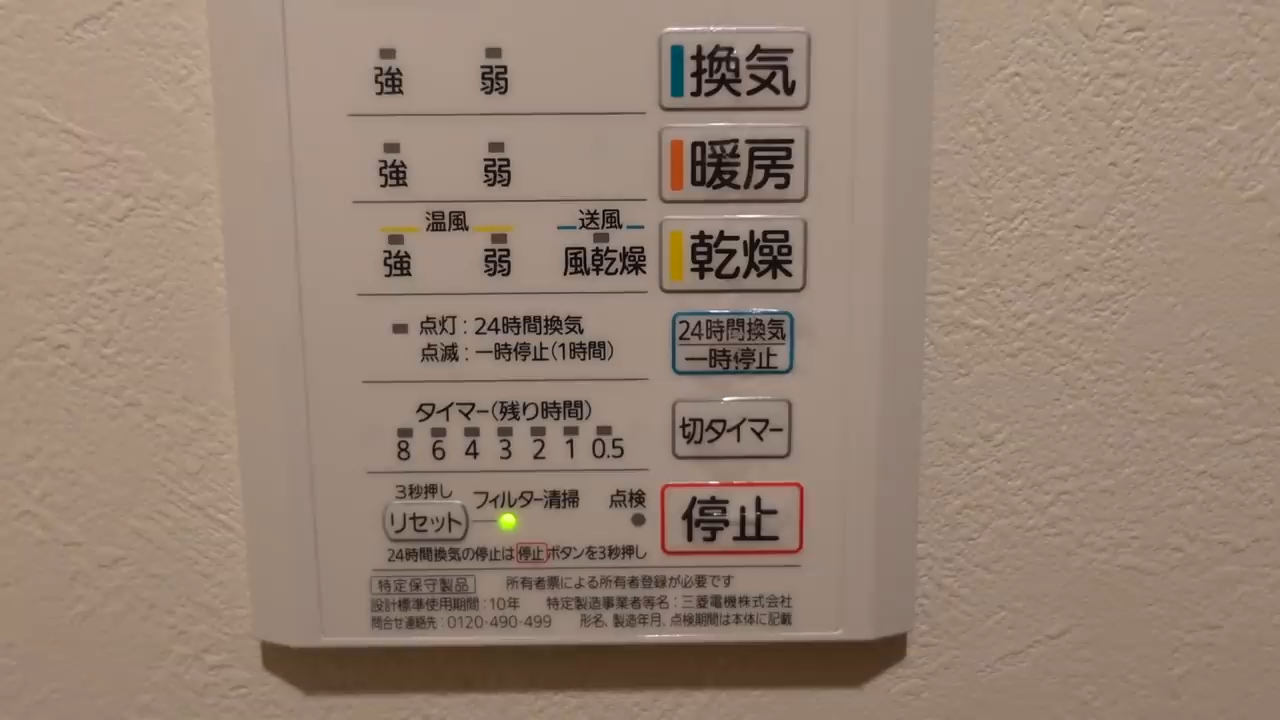 強 弱 換気
強 弱 暖房
温風 送風
強 弱 風乾燥 乾燥
点灯:24時間換気 24時間換気
点滅:一時停止(1時間) 一時停止
タイマー(残り時間) 切タイマー
8 6 4 3 2 1 0.5
3秒押し フィルター清掃 点検
リセット 停止
24時間換気の停止は停止ボタンを3秒押し
特定保守製品 所有者票による所有者登録が必要です
設計標準使用期間:10年 特定製造事業者等名:三菱電機株式会社
問合せ連絡先:0120-490-499 形名、製造年月、点検期間は本体に記載